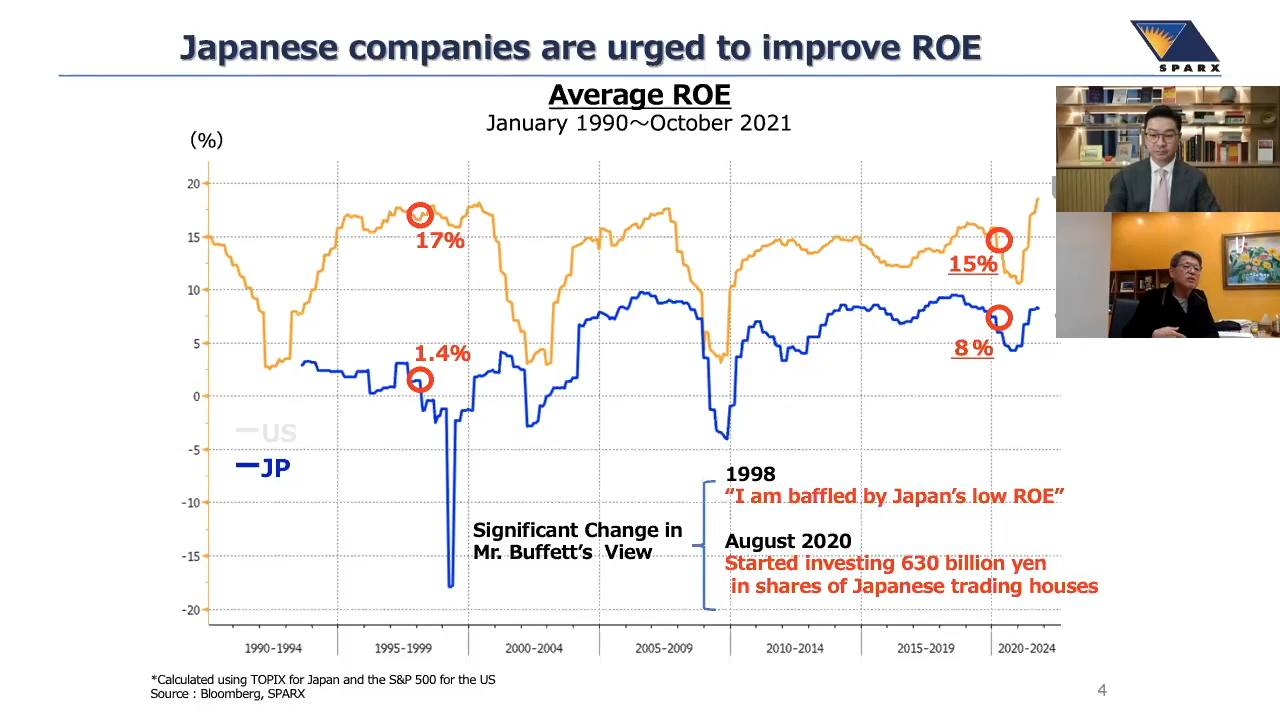 Japanese companies are urged to improve ROE
SPARX
Average ROE
January 1990～October 2021
(%)
20
15
10
5
0
-5
-10
-15
-20
17%
1.4%
15%
8%
US
JP
Significant Change in
Mr. Buffett's View
1998
“I am baffled by Japan's low ROE”
August 2020
Started investing 630 billion yen
in shares of Japanese trading houses
1990-1994
1995-1999
2000-2004
2005-2009
2010-2014
2015-2019
2020-2024
*Calculated using TOPIX for Japan and the S&P 500 for the US
Source : Bloomberg, SPARX
4